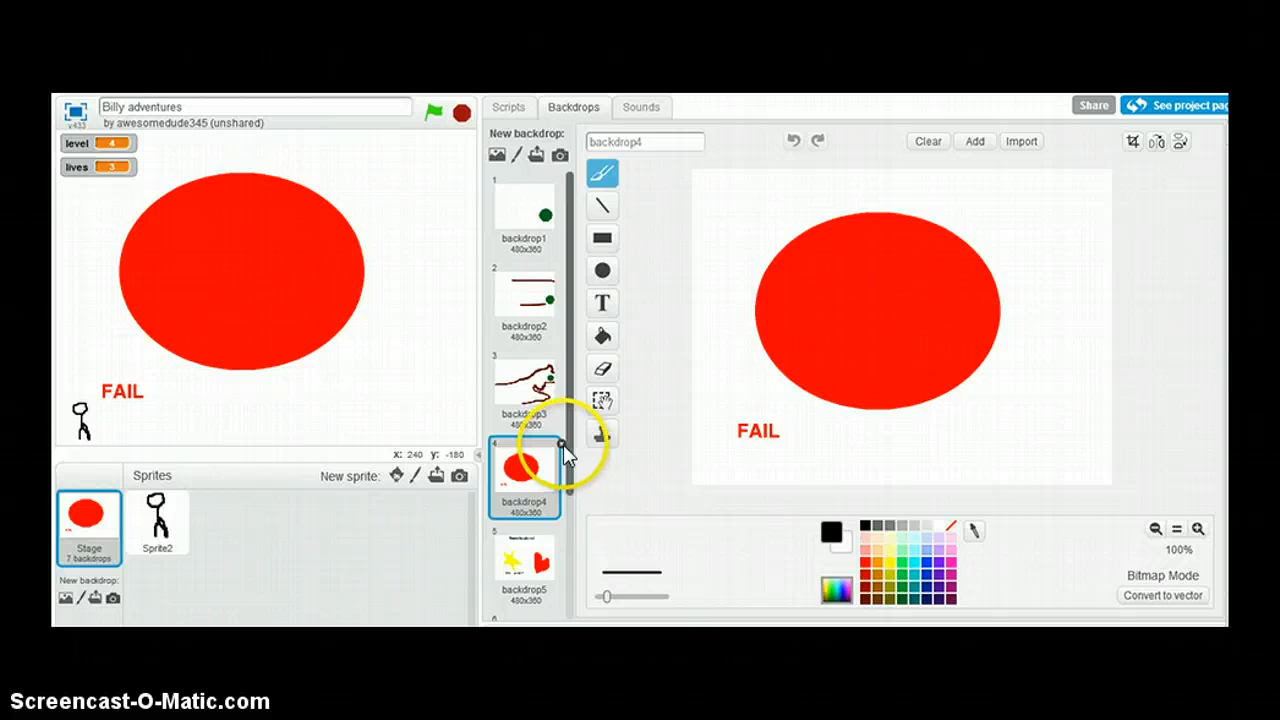 Billy adventures
by awesomedude345 (unshared)
v433
level 4
lives 3
FAIL
x: 240 y: -180
Sprites
New sprite:
Stage
7 backdrops
Sprite2
New backdrop:
Scripts
Backdrops
Sounds
Share
See project pag
New backdrop:
1
backdrop1
480x360
2
backdrop2
480x360
3
backdrop3
480x360
4
backdrop4
480x360
5
backdrop5
480x360
6
backdrop4
Clear
Add
Import
T
FAIL
100%
Bitmap Mode
Convert to vector
Screencast-O-Matic.com